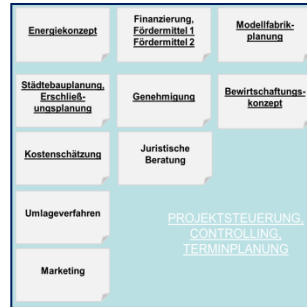 Energiekonzept
Finanzierung,
Fördermittel 1
Fördermittel 2
Modellfabrik-
planung
Städtebauplanung,
Erschließ-
ungsplanung
Genehmigung
Bewirtschaftungs-
konzept
Kostenschätzung
Juristische
Beratung
Umlageverfahren
Marketing
PROJEKTSTEUERUNG,
CONTROLLING,
TERMINPLANUNG